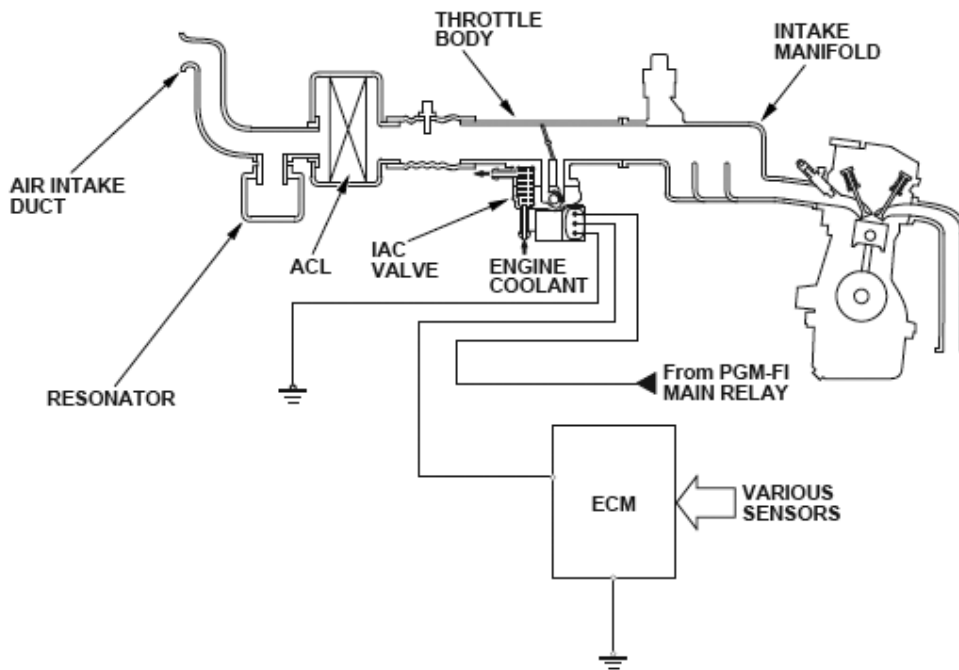 THROTTLE
BODY
INTAKE
MANIFOLD
AIR INTAKE
DUCT
ACL
IAC
VALVE
ENGINE
COOLANT
RESONATOR
From PGM-FI
MAIN RELAY
ECM
VARIOUS
SENSORS